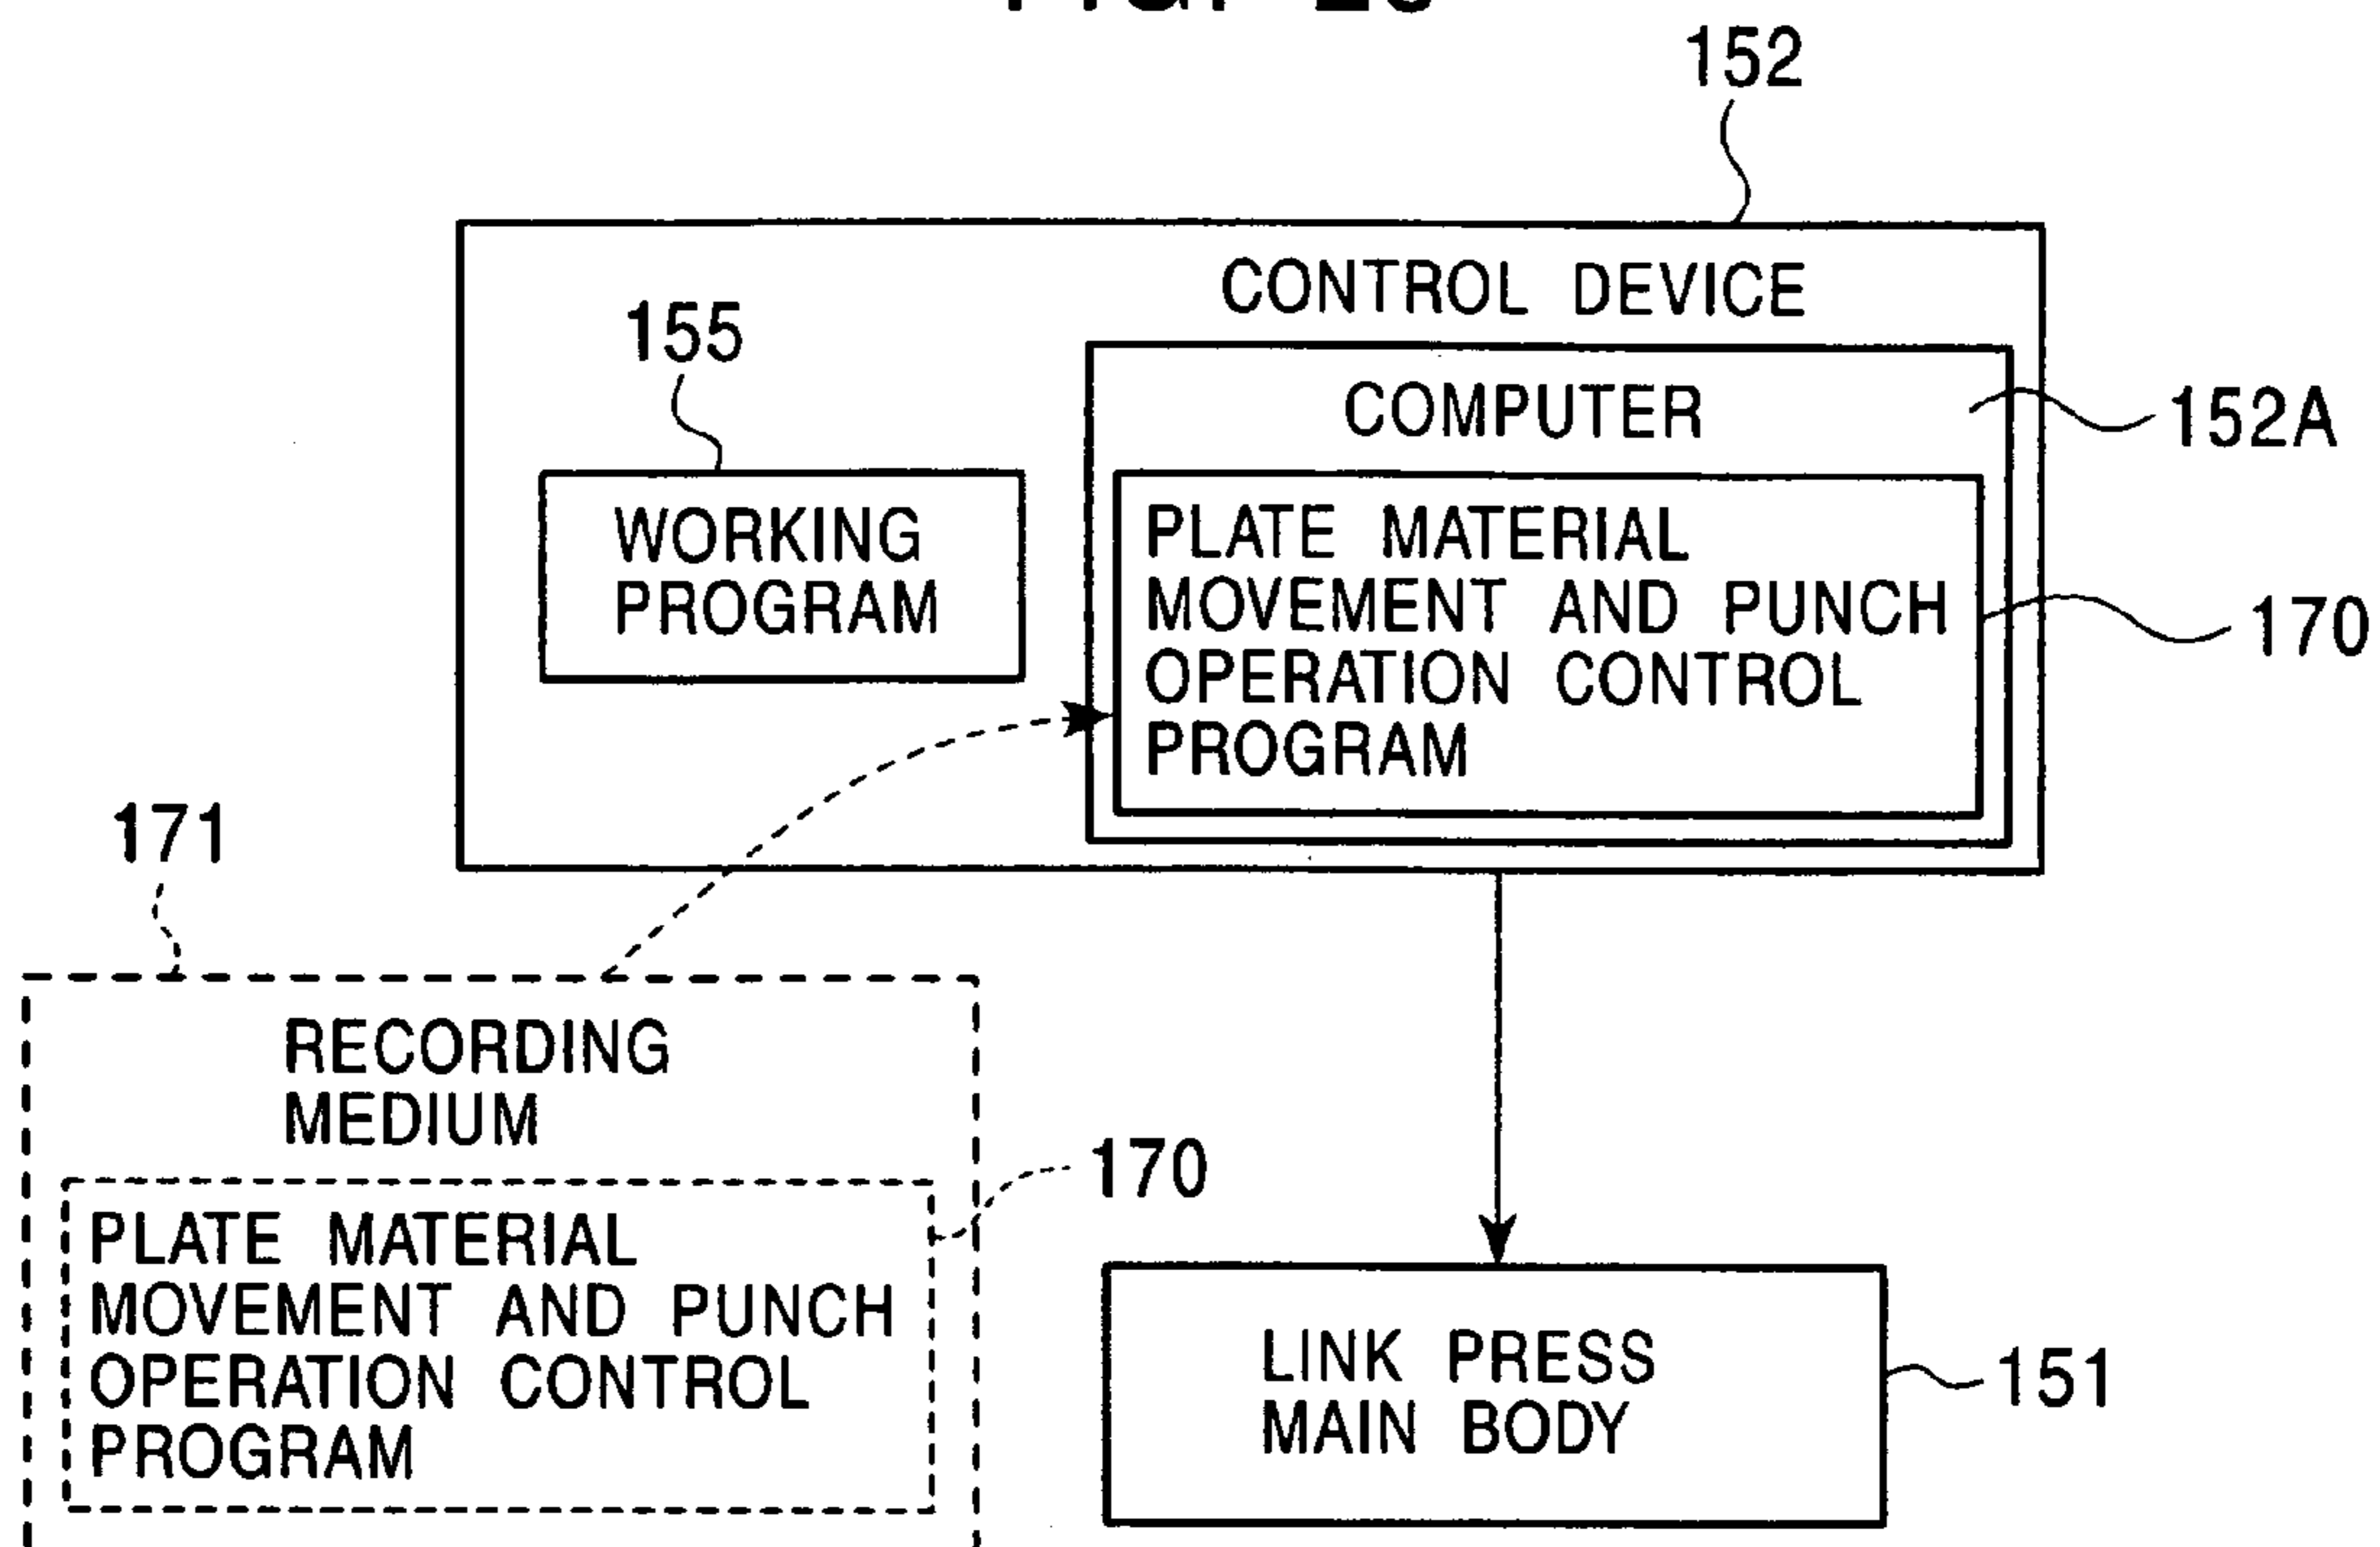 152
CONTROL DEVICE
155
COMPUTER
152A
WORKING
PROGRAM
PLATE MATERIAL
MOVEMENT AND PUNCH
OPERATION CONTROL
PROGRAM
170
171
RECORDING
MEDIUM
170
PLATE MATERIAL
MOVEMENT AND PUNCH
OPERATION CONTROL
PROGRAM
LINK PRESS
MAIN BODY
151